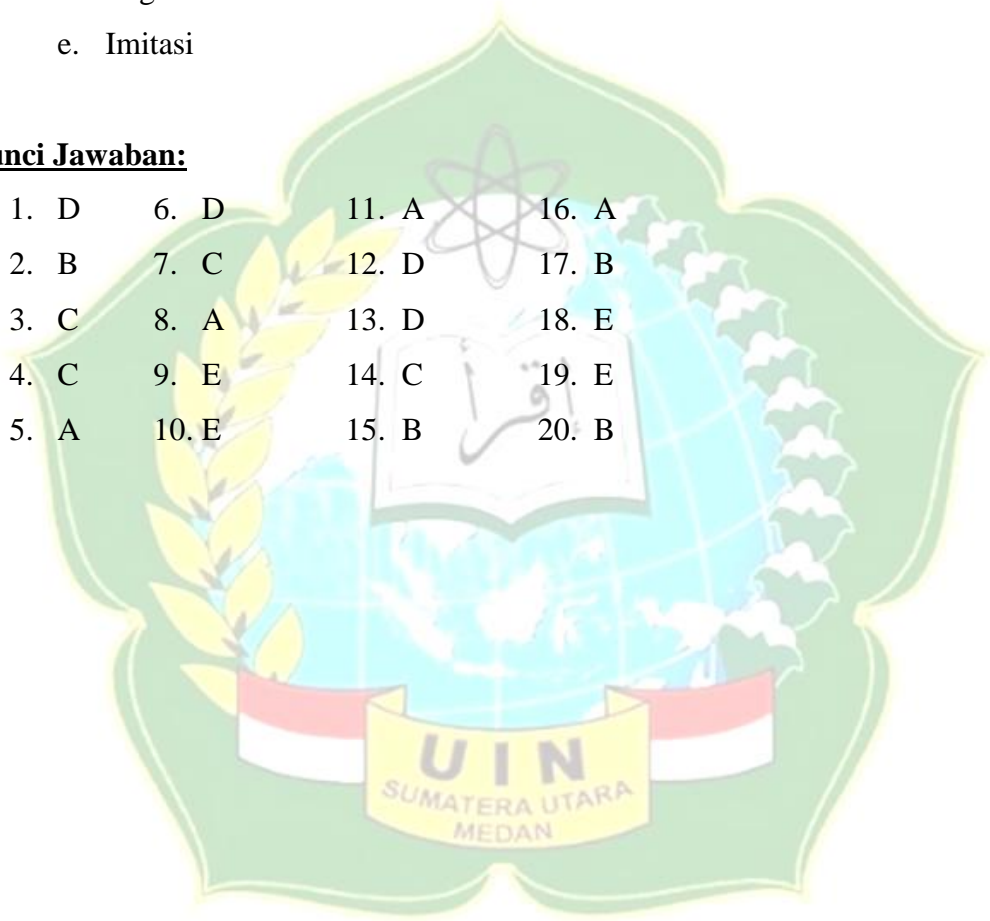 e. Imitasi
unci Jawaban:
1. D 6. D 11. A 16. A
2. B 7. C 12. D 17. B
3. C 8. A 13. D 18. E
4. C 9. E 14. C 19. E
5. A 10. E 15. B 20. B
اقرأ
UIN
SUMATERA UTARA
MEDAN